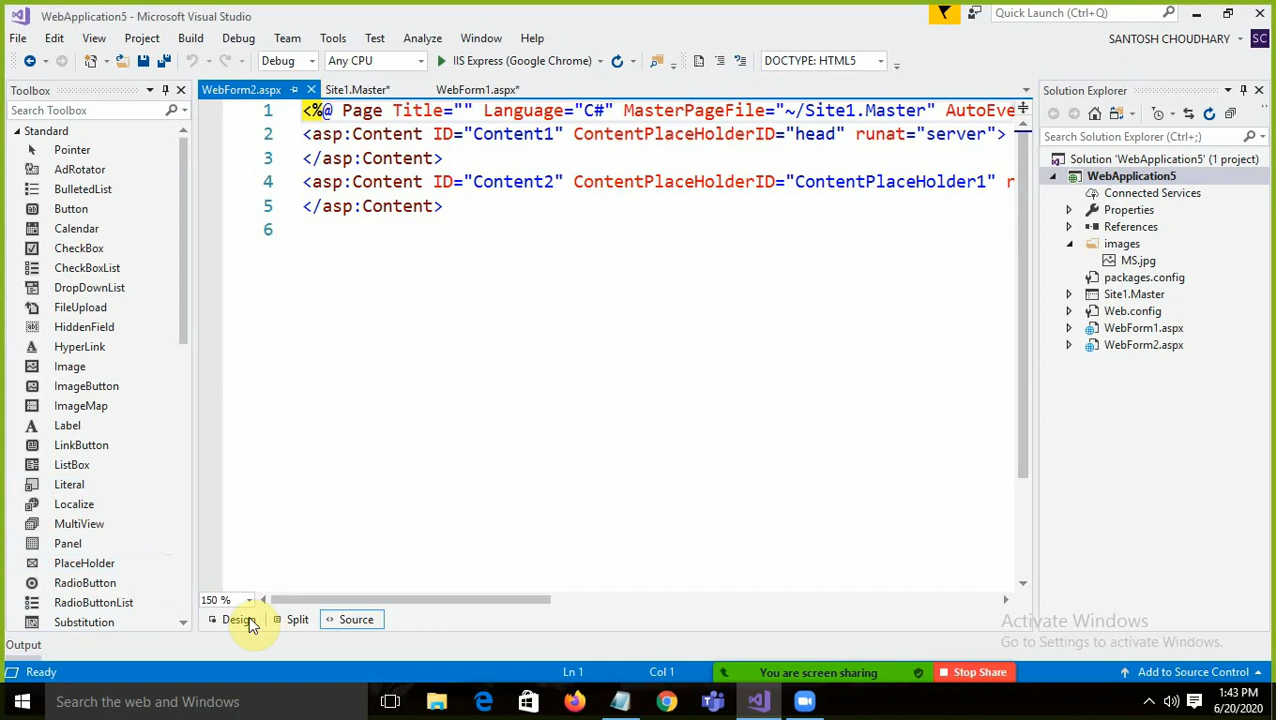 WebApplication5 - Microsoft Visual Studio
Quick Launch (Ctrl+Q)
File Edit View Project Build Debug Team Tools Test Analyze Window Help
SANTOSH CHOUDHARY SC
Debug Any CPU IIS Express (Google Chrome) DOCTYPE: HTML5
Toolbox
WebForm2.aspx Site1.Master* WebForm1.aspx*
Solution Explorer
Search Toolbox
Search Solution Explorer (Ctrl+;)
Standard
Pointer
AdRotator
BulletedList
Button
Calendar
CheckBox
CheckBoxList
DropDownList
FileUpload
HiddenField
HyperLink
Image
ImageButton
ImageMap
Label
LinkButton
ListBox
Literal
Localize
MultiView
Panel
PlaceHolder
RadioButton
RadioButtonList
Substitution
1 <%@ Page Title="" Language="C#" MasterPageFile="~/Site1.Master" AutoEve
2 <asp:Content ID="Content1" ContentPlaceHolderID="head" runat="server">
3 </asp:Content>
4 <asp:Content ID="Content2" ContentPlaceHolderID="ContentPlaceHolder1" r
5 </asp:Content>
6
Solution 'WebApplication5' (1 project)
WebApplication5
Connected Services
Properties
References
images
MS.jpg
packages.config
Site1.Master
Web.config
WebForm1.aspx
WebForm2.aspx
150 %
Design Split Source
Activate Windows
Go to Settings to activate Windows.
Output
Ready Ln 1 Col 1 You are screen sharing Stop Share Add to Source Control
Search the web and Windows
1:43 PM
6/20/2020